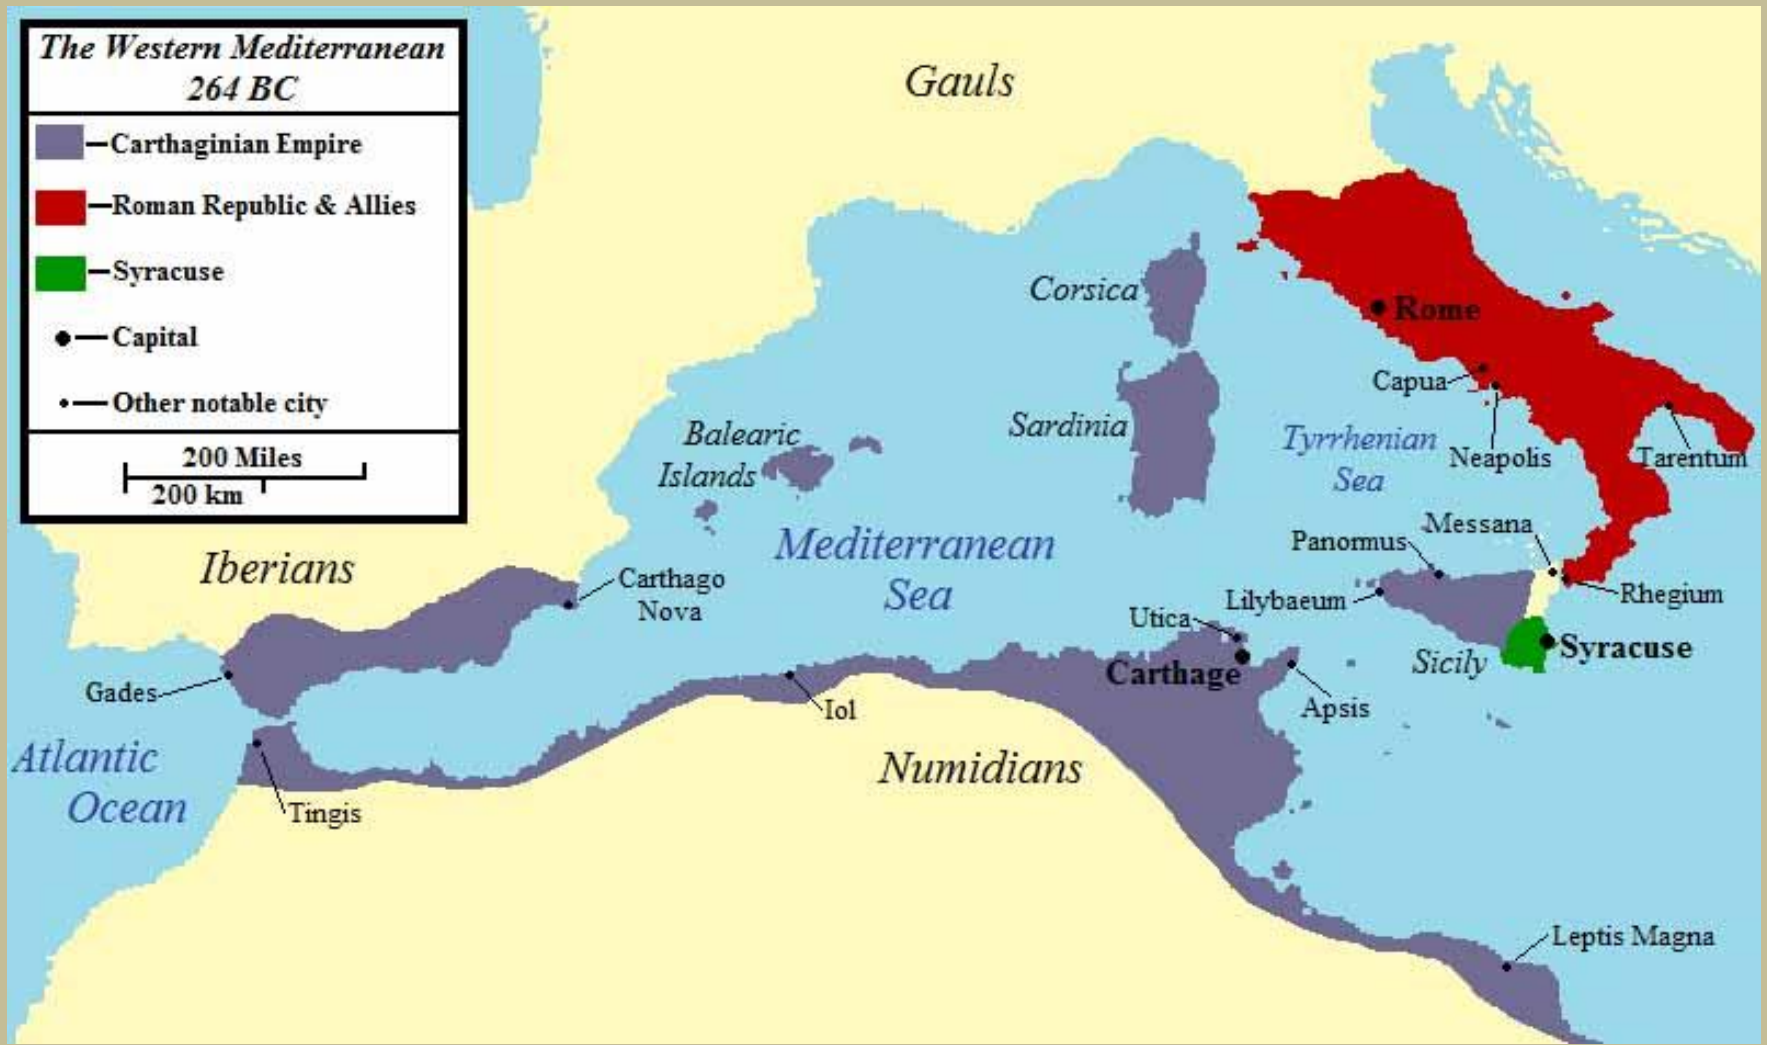 The Western Mediterranean
264 BC
Carthaginian Empire
Roman Republic & Allies
Syracuse
Capital
Other notable city
200 Miles
200 km
Gauls
Corsica
Rome
Capua
Sardinia
Balearic
Islands
Tyrrhenian
Sea
Neapolis
Tarentum
Messana
Panormus
Mediterranean
Sea
Iberians
Carthago
Nova
Lilybaeum
Rhegium
Utica
Syracuse
Sicily
Carthage
Gades
Iol
Apsis
Atlantic
Ocean
Numidians
Tingis
Leptis Magna